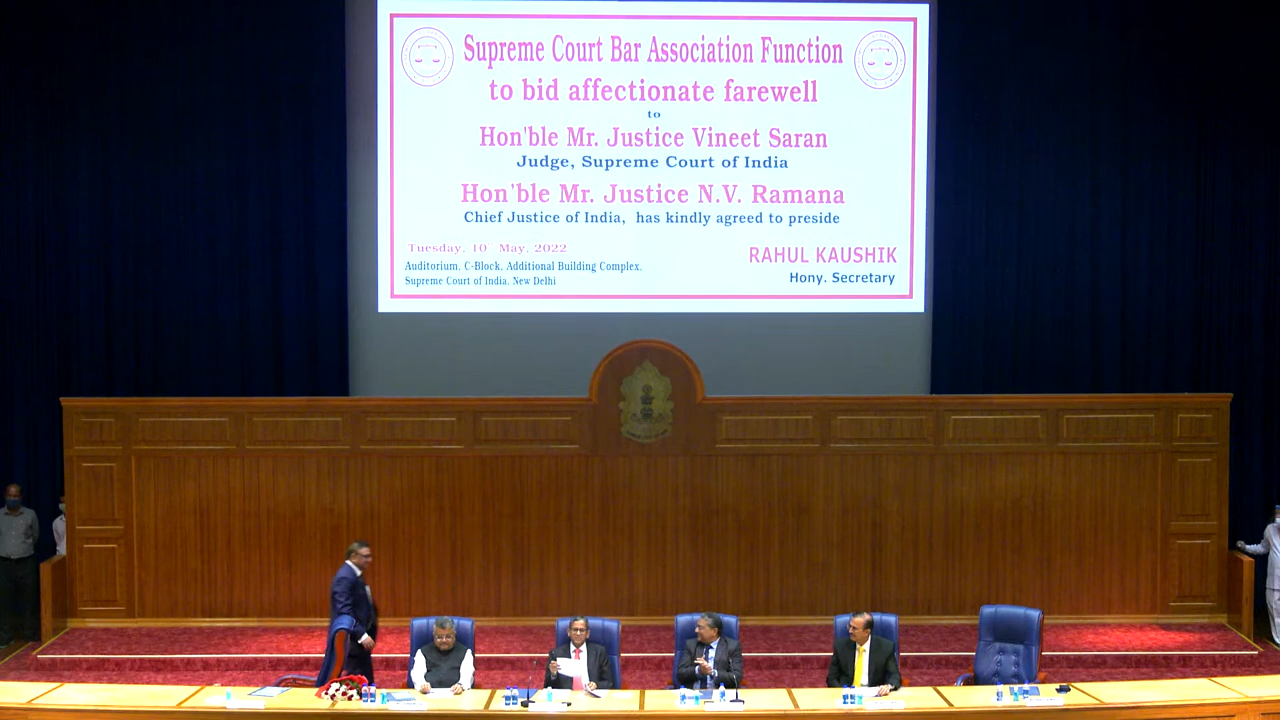 Supreme Court Bar Association Function
to bid affectionate farewell
to
Hon'ble Mr. Justice Vineet Saran
Judge, Supreme Court of India
Hon'ble Mr. Justice N.V. Ramana
Chief Justice of India, has kindly agreed to preside
Tuesday, 10 May, 2022
Auditorium, C-Block, Additional Building Complex,
Supreme Court of India, New Delhi
RAHUL KAUSHIK
Hony. Secretary